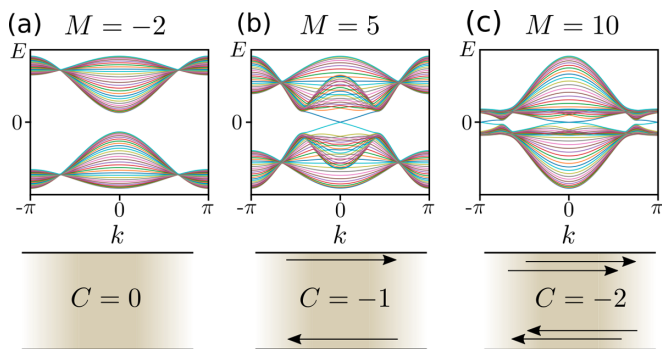 (a) M = −2 (b) M = 5 (c) M = 10
E E E
0 0 0
-π 0 π -π 0 π -π 0 π
k k k
C = 0 C = −1 C = −2